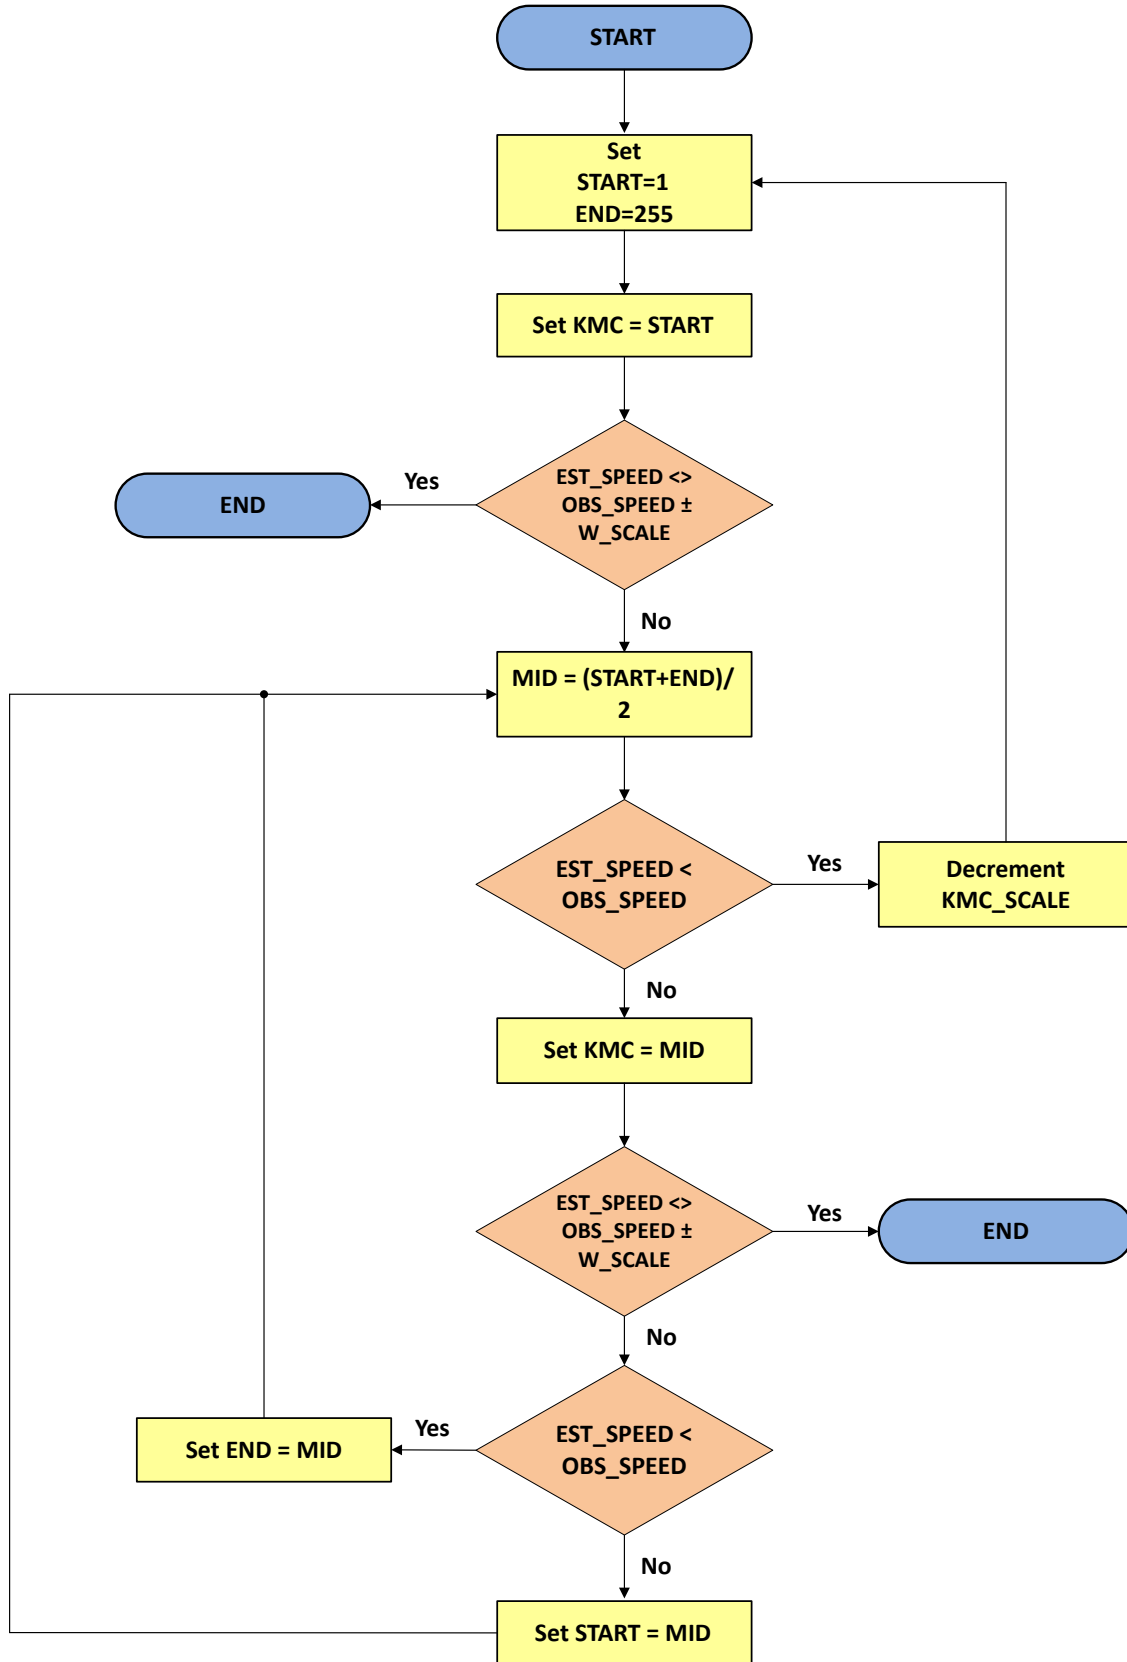 START
Set
START=1
END=255
Set KMC = START
EST_SPEED <>
OBS_SPEED ±
W_SCALE
Yes
END
No
MID = (START+END)/
2
EST_SPEED <
OBS_SPEED
Yes
Decrement
KMC_SCALE
No
Set KMC = MID
EST_SPEED <>
OBS_SPEED ±
W_SCALE
Yes
END
No
EST_SPEED <
OBS_SPEED
Yes
Set END = MID
No
Set START = MID